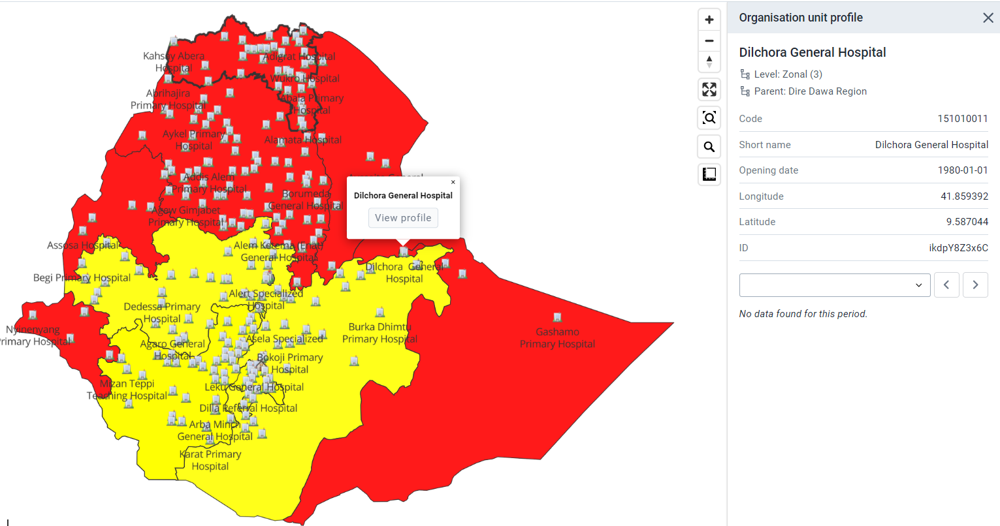 Kahsay Abera
Hospital
Adigrat Hospital
Wukro Hospital
Abrihajira
Primary Hospital
Abala Primary
Hospital
Aykel Primary
Hospital
Alamata Hospital
Addis Alem
Primary Hospital
Borumeda
General Hospital
Agew Gimjabet
Primary Hospital
×
Dilchora General Hospital
View profile
Assosa Hospital
Alem Ketema (Enat)
General Hospital
Begi Primary Hospital
Dilchora General
Hospital
Alert Specialized
Hospital
Dedessa Primary
Hospital
Nyinenyang
Primary Hospital
Burka Dhimtu
Primary Hospital
Gashamo
Primary Hospital
Agaro General
Hospital
Asela Specialized
Bokoji Primary
Hospital
Mizan Teppi
Teaching Hospital
Leku General Hospital
Dilla Referral Hospital
Arba Minch
General Hospital
Karat Primary
Hospital
Organisation unit profile
Dilchora General Hospital
Level: Zonal (3)
Parent: Dire Dawa Region
Code 151010011
Short name Dilchora General Hospital
Opening date 1980-01-01
Longitude 41.859392
Latitude 9.587044
ID ikdpY8Z3x6C
No data found for this period.